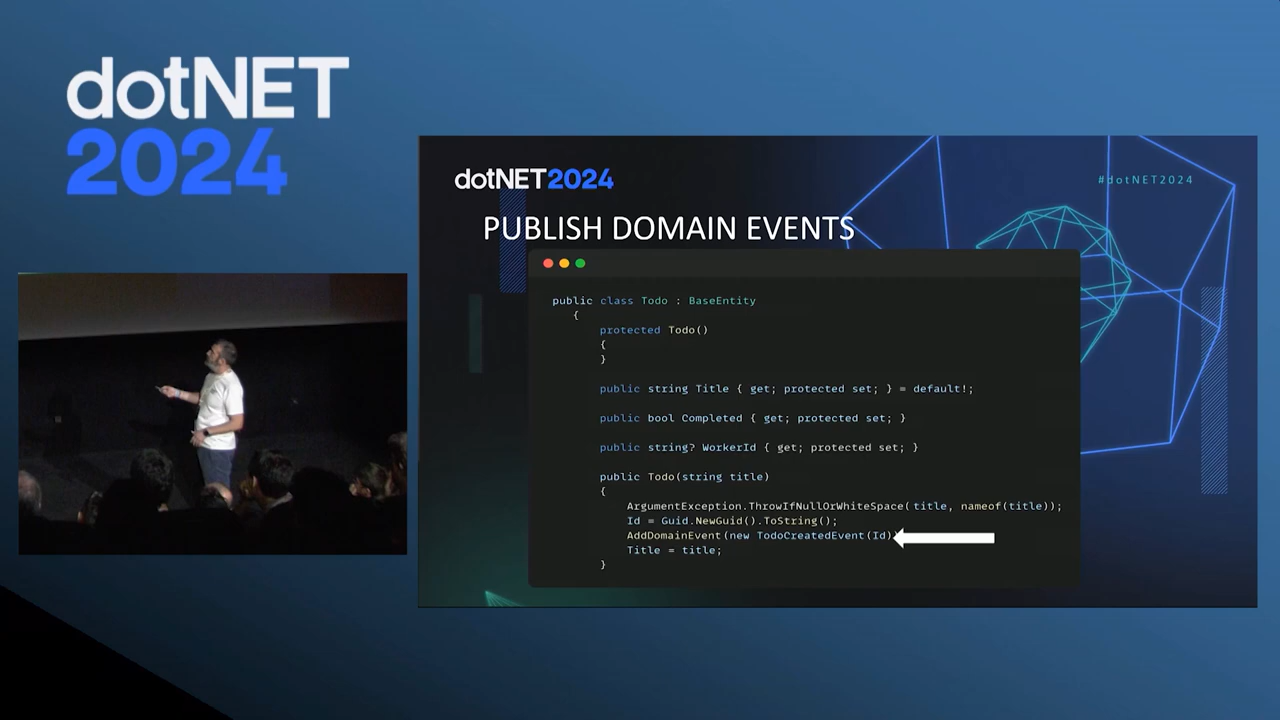 dotNET
2024
dotNET2024
#dotNET2024
PUBLISH DOMAIN EVENTS
public class Todo : BaseEntity
{
protected Todo()
{
}
public string Title { get; protected set; } = default!;
public bool Completed { get; protected set; }
public string? WorkerId { get; protected set; }
public Todo(string title)
{
ArgumentException.ThrowIfNullOrWhiteSpace(title, nameof(title));
Id = Guid.NewGuid().ToString();
AddDomainEvent(new TodoCreatedEvent(Id)
Title = title;
}